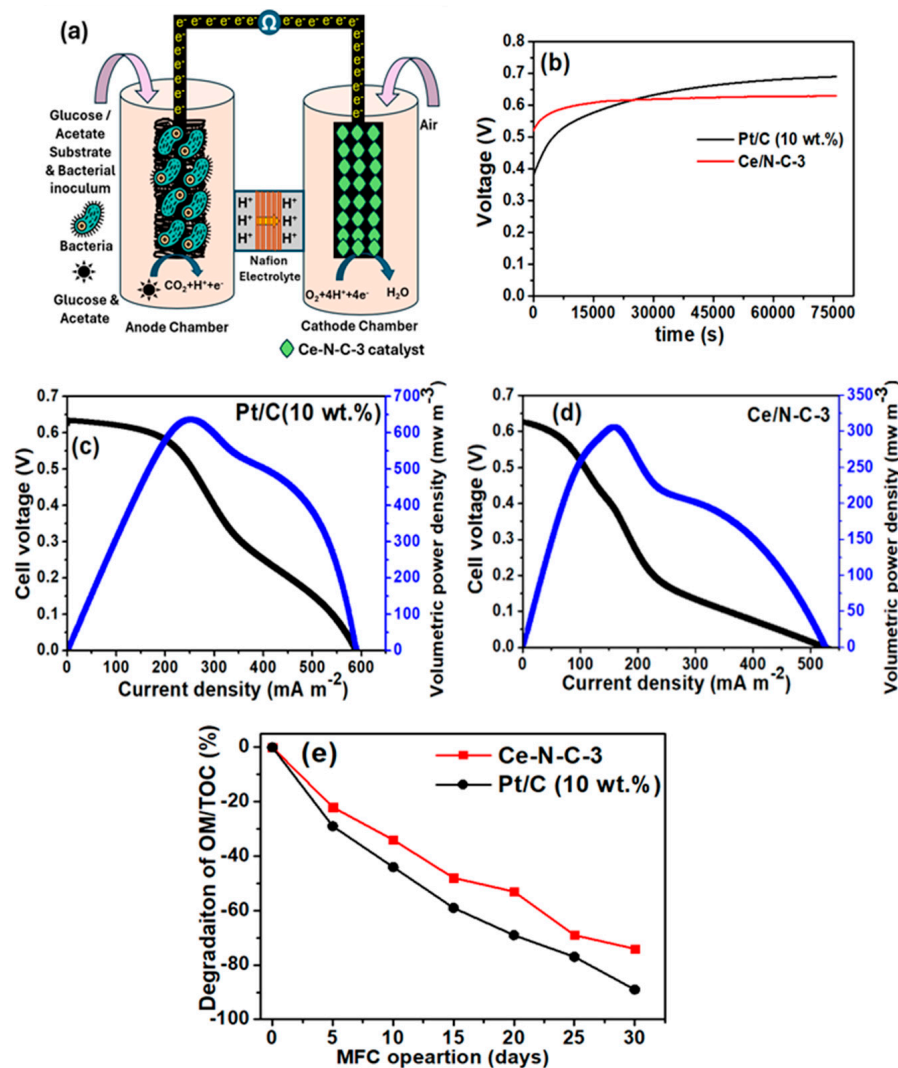 (a)
e- e- e- e- e- e- Ω e- e- e- e- e-
e- e-
e- e-
e- e-
e- e-
e- e-
Glucose /
Acetate
Substrate
& Bacterial
inoculum
Bacteria
Glucose &
Acetate
CO2+H++e-
Anode Chamber
H+ H+
H+ H+
H+ H+
Nafion
Electrolyte
Air
O2+4H++4e-
H2O
Cathode Chamber
Ce-N-C-3 catalyst
(b)
0.8
0.7
0.6
0.5
0.4
0.3
0.2
0.1
0.0
Voltage (V)
Pt/C (10 wt.%)
Ce/N-C-3
0 15000 30000 45000 60000 75000
time (s)
(c)
Pt/C(10 wt.%)
0.7
0.6
0.5
0.4
0.3
0.2
0.1
0.0
Cell voltage (V)
700
600
500
400
300
200
100
0
Volumetric power density (mw m-3)
0 100 200 300 400 500 600
Current density (mA m-2)
(d)
Ce/N-C-3
0.7
0.6
0.5
0.4
0.3
0.2
0.1
0.0
Cell voltage (V)
350
300
250
200
150
100
50
0
Volumetric power density (mw m-3)
0 100 200 300 400 500
Current density (mA m-2)
(e)
Ce-N-C-3
Pt/C (10 wt.%)
0
-20
-40
-60
-80
-100
Degradaiton of OM/TOC (%)
0 5 10 15 20 25 30
MFC opeartion (days)